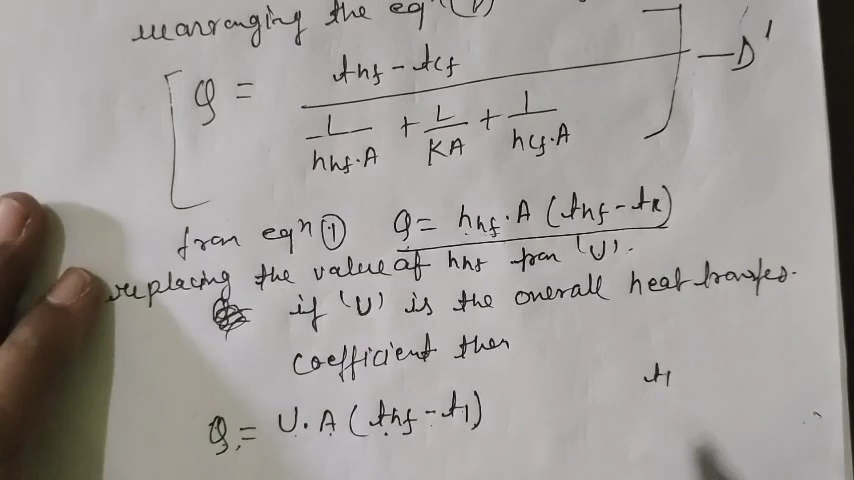 rearranging the eqn (1)
[ Q = thf - tcf / 1/hhf.A + L/KA + 1/hcf.A ] — D'
from eqn ① Q = hhf.A (thf - t
replacing the value of hhf from 'U'.
if 'U' is the overall heat transfer.
coefficient then
t1
Q = U.A (thf - t1)